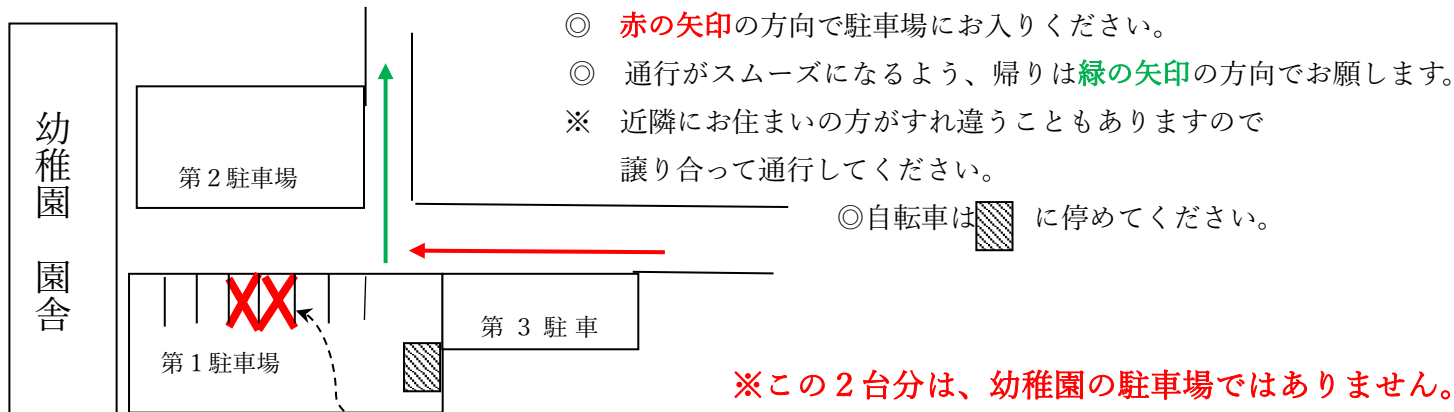 ◎ 赤の矢印の方向で駐車場にお入りください。
◎ 通行がスムーズになるよう、帰りは緑の矢印の方向でお願します。
※ 近隣にお住まいの方がすれ違うこともありますので
譲り合って通行してください。
◎自転車は に停めてください。
幼稚園 園舎
第2駐車場
第3駐車
第1駐車場
※この2台分は、幼稚園の駐車場ではありません。